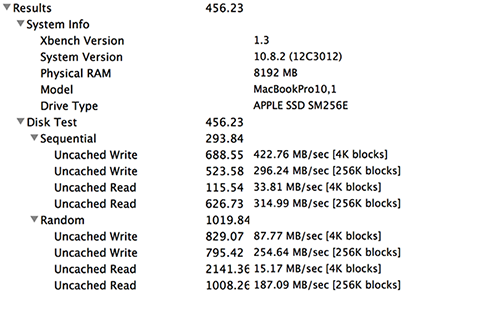 Results 456.23
System Info
Xbench Version 1.3
System Version 10.8.2 (12C3012)
Physical RAM 8192 MB
Model MacBookPro10,1
Drive Type APPLE SSD SM256E
Disk Test 456.23
Sequential 293.84
Uncached Write 688.55 422.76 MB/sec [4K blocks]
Uncached Write 523.58 296.24 MB/sec [256K blocks]
Uncached Read 115.54 33.81 MB/sec [4K blocks]
Uncached Read 626.73 314.99 MB/sec [256K blocks]
Random 1019.84
Uncached Write 829.07 87.77 MB/sec [4K blocks]
Uncached Write 795.42 254.64 MB/sec [256K blocks]
Uncached Read 2141.36 15.17 MB/sec [4K blocks]
Uncached Read 1008.26 187.09 MB/sec [256K blocks]